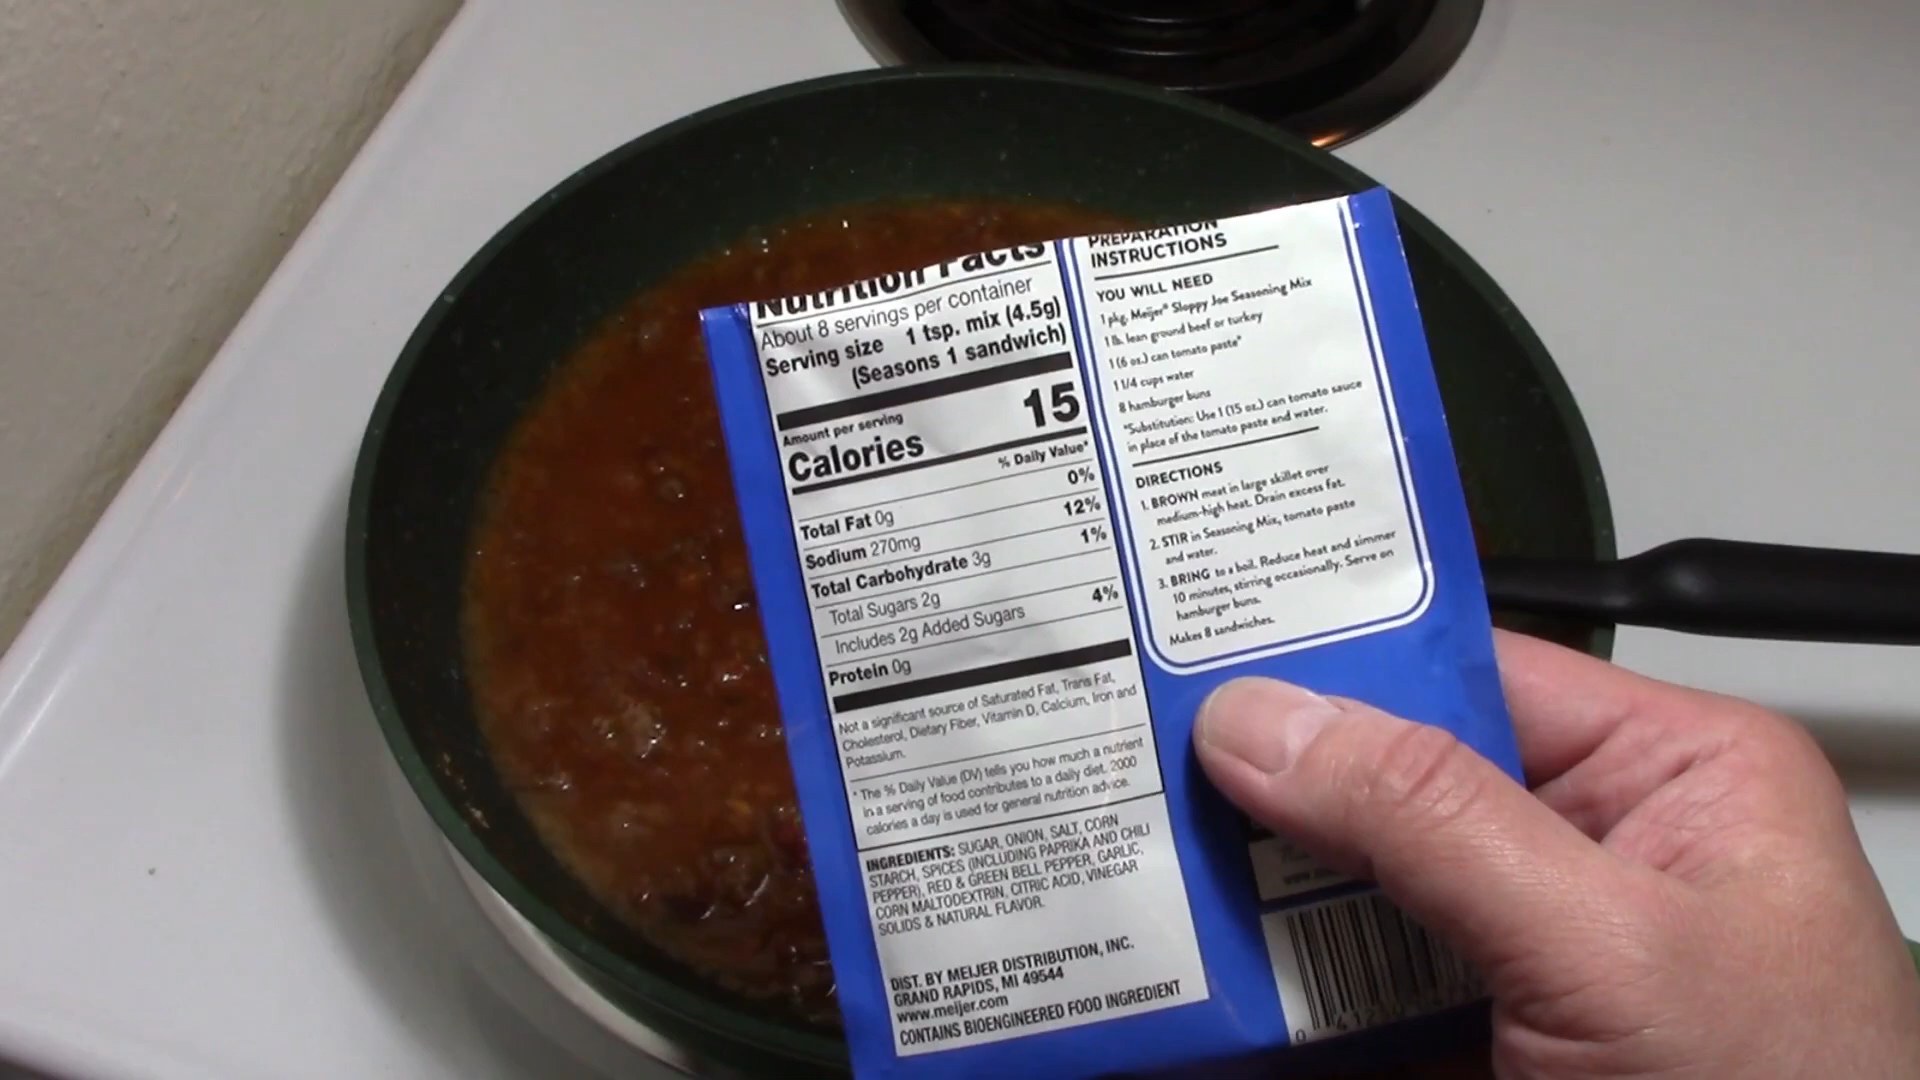 Nutrition Facts
About 8 servings per container
Serving size 1 tsp. mix (4.5g)
(Seasons 1 sandwich)
Amount per serving
Calories 15
% Daily Value*
Total Fat 0g 0%
Sodium 270mg 12%
Total Carbohydrate 3g 1%
Total Sugars 2g
Includes 2g Added Sugars 4%
Protein 0g
Not a significant source of Saturated Fat, Trans Fat,
Cholesterol, Dietary Fiber, Vitamin D, Calcium, Iron and
Potassium.
* The % Daily Value (DV) tells you how much a nutrient
in a serving of food contributes to a daily diet. 2000
calories a day is used for general nutrition advice.
INGREDIENTS: SUGAR, ONION, SALT, CORN
STARCH, SPICES (INCLUDING PAPRIKA AND CHILI
PEPPER), RED & GREEN BELL PEPPER, GARLIC,
CORN MALTODEXTRIN, CITRIC ACID, VINEGAR
SOLIDS & NATURAL FLAVOR.
DIST. BY MEIJER DISTRIBUTION, INC.
GRAND RAPIDS, MI 49544
www.meijer.com
CONTAINS BIOENGINEERED FOOD INGREDIENT
PREPARATION
INSTRUCTIONS
YOU WILL NEED
1 pkg. Meijer® Sloppy Joe Seasoning Mix
1 lb. lean ground beef or turkey
1 (6 oz.) can tomato paste*
1 1/4 cups water
8 hamburger buns
*Substitution: Use 1 (15 oz.) can tomato sauce
in place of the tomato paste and water.
DIRECTIONS
1. BROWN meat in large skillet over
medium-high heat. Drain excess fat.
2. STIR in Seasoning Mix, tomato paste
and water.
3. BRING to a boil. Reduce heat and simmer
10 minutes, stirring occasionally. Serve on
hamburger buns.
Makes 8 sandwiches.